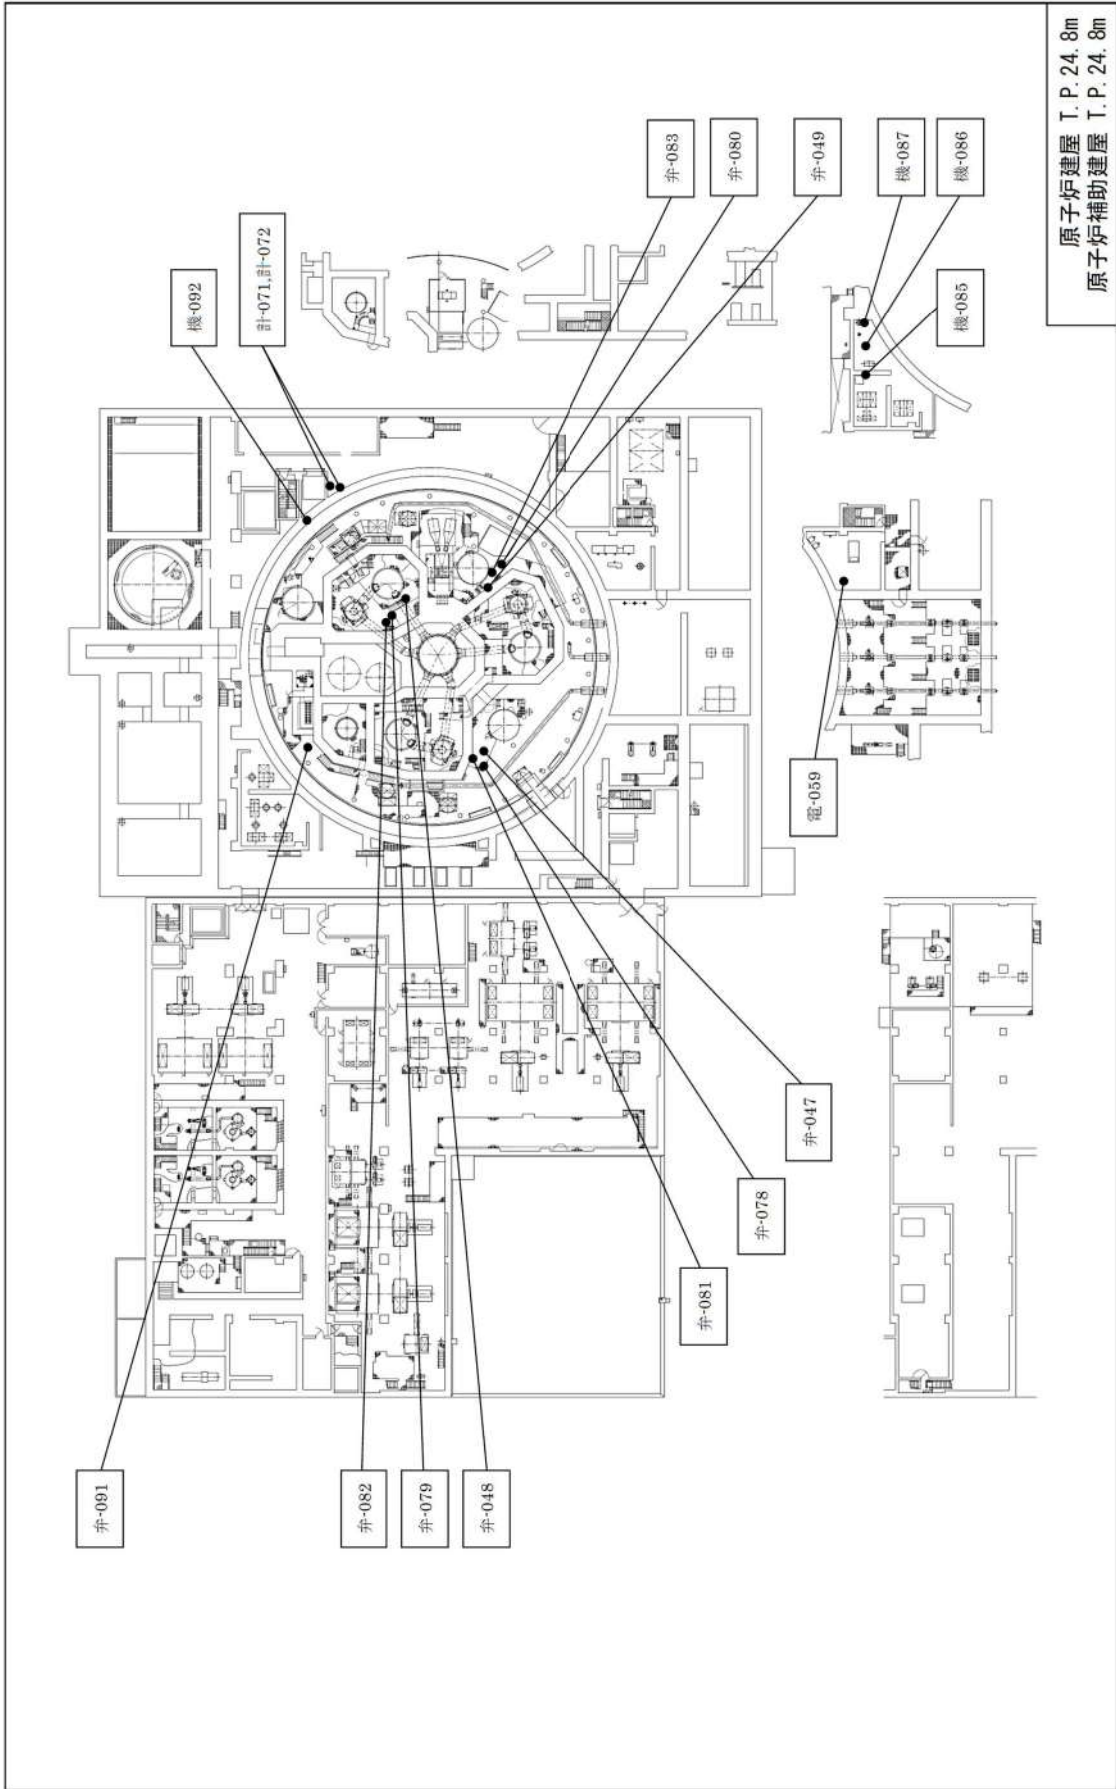 弁-091
弁-082
弁-079
弁-048
弁-081
弁-078
弁-047
電-059
機-092
計-071,計-072
弁-083
弁-080
弁-049
機-085
機-087
機-086
原子炉建屋 T.P.24.8m
原子炉補助建屋 T.P.24.8m